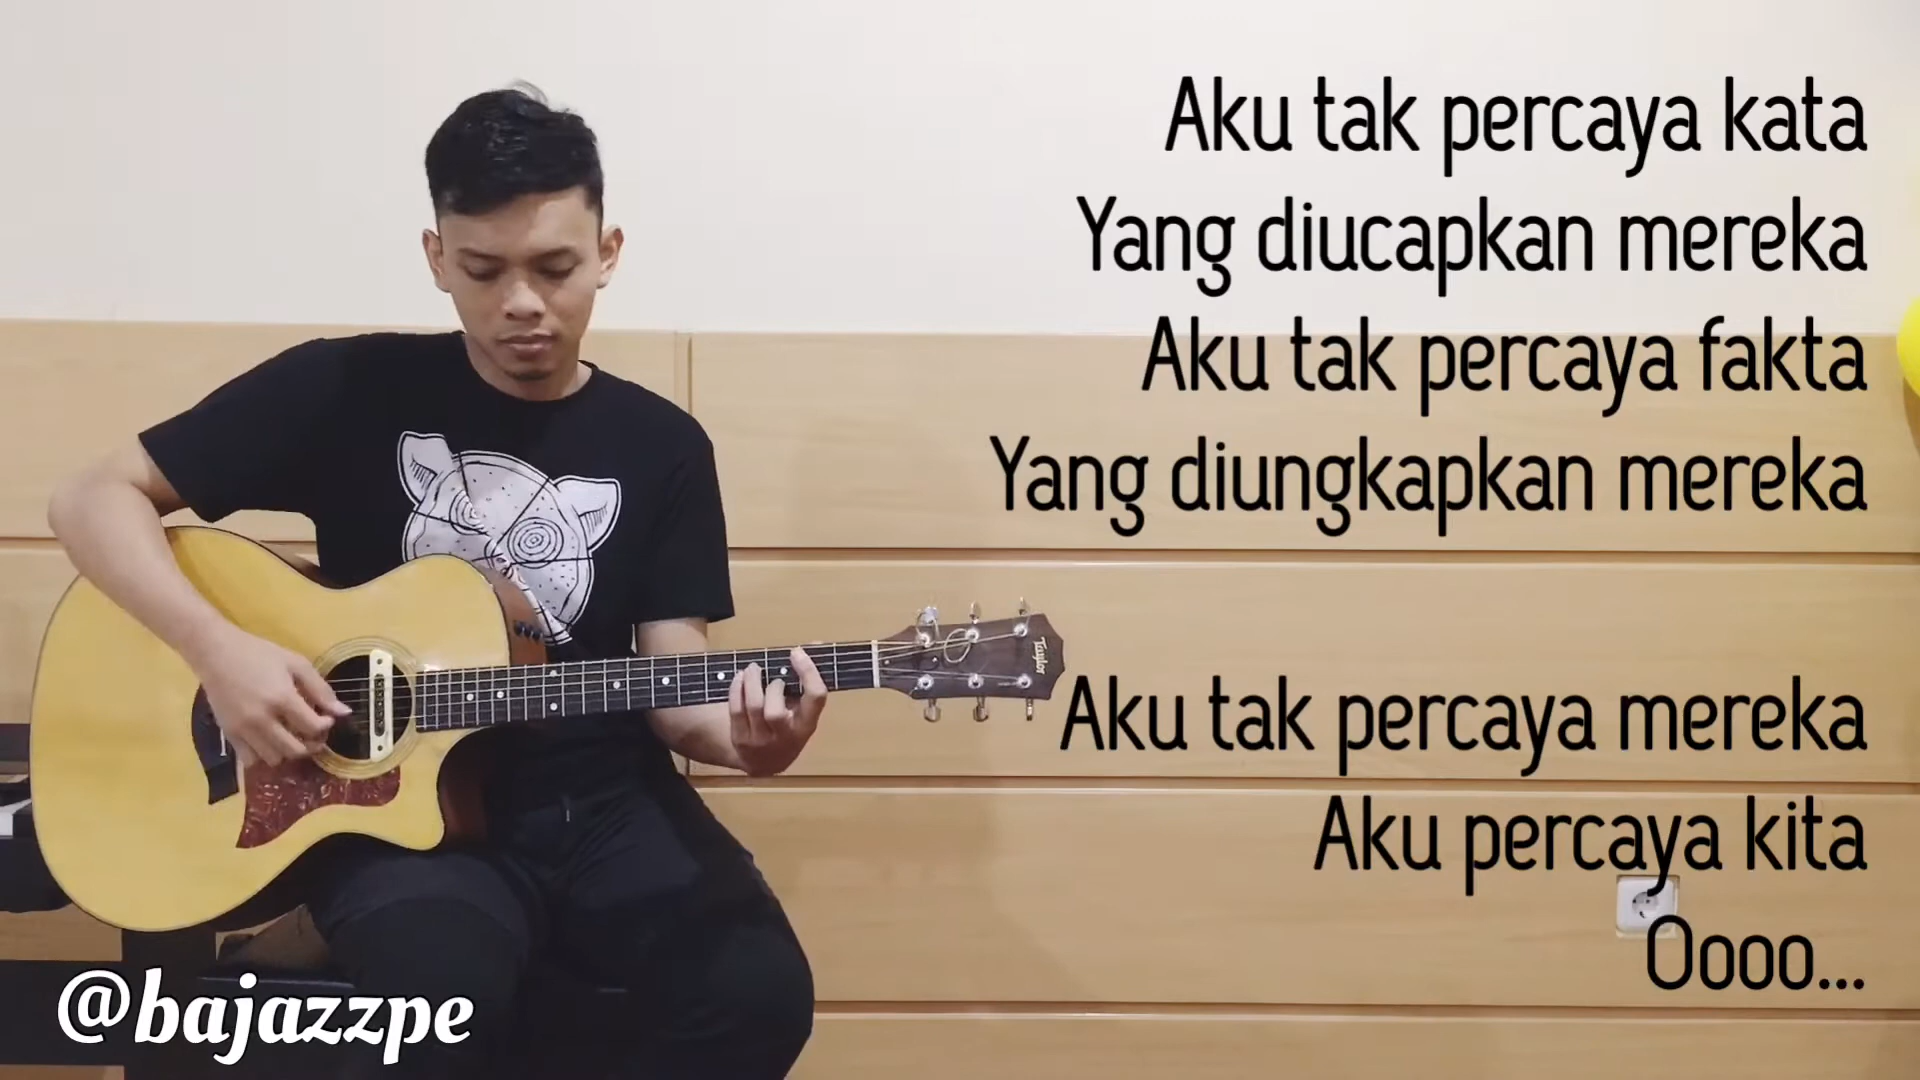 Aku tak percaya kata
Yang diucapkan mereka
Aku tak percaya fakta
Yang diungkapkan mereka
Aku tak percaya mereka
Aku percaya kita
Oooo...
Taylor
@bajazzpe